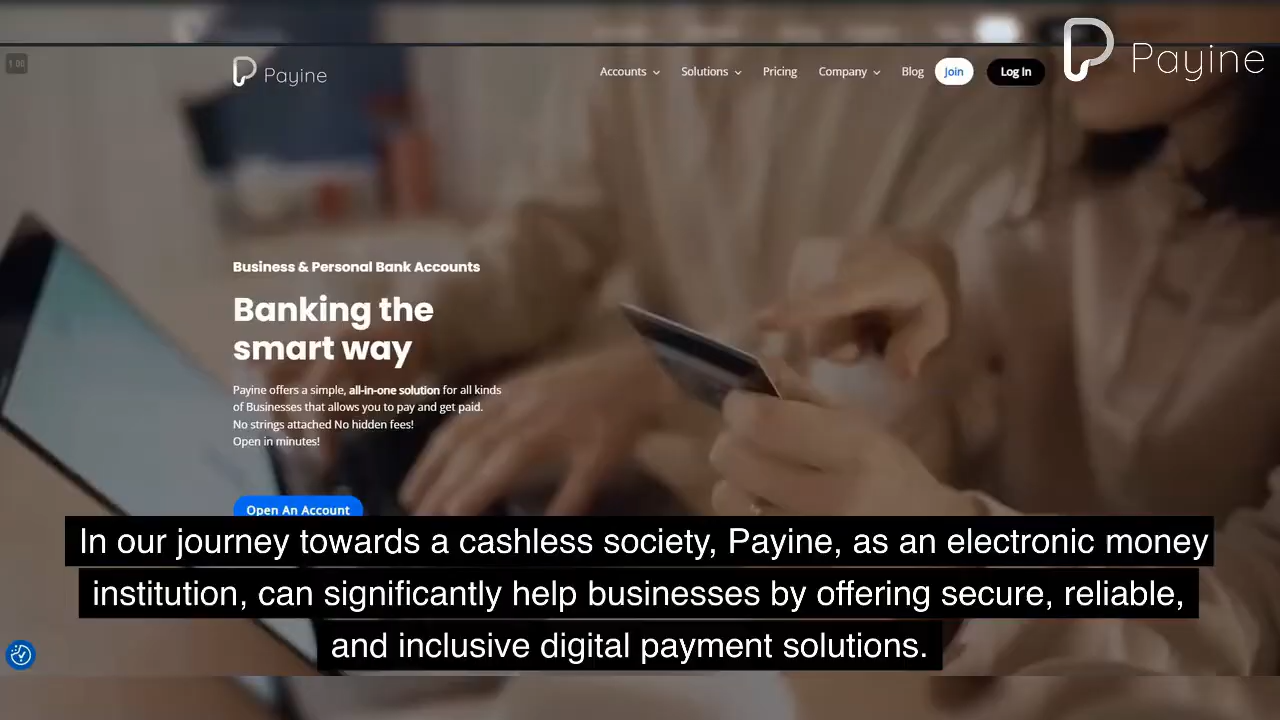 Payine
1.00
Payine
Accounts
Solutions
Pricing
Company
Blog
Join
Log In
Business & Personal Bank Accounts
Banking the
smart way
Payine offers a simple, all-in-one solution for all kinds
of Businesses that allows you to pay and get paid.
No strings attached No hidden fees!
Open in minutes!
Open An Account
In our journey towards a cashless society, Payine, as an electronic money
institution, can significantly help businesses by offering secure, reliable,
and inclusive digital payment solutions.